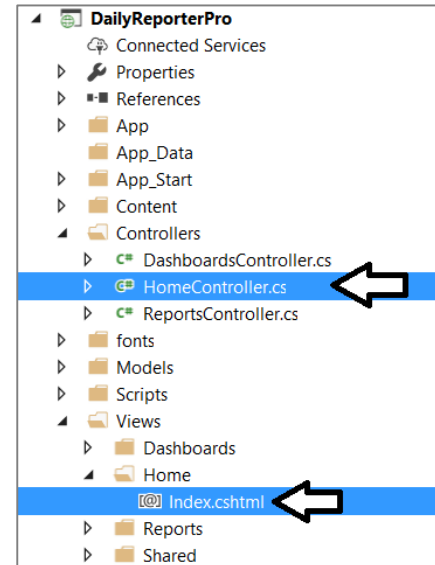 DailyReporterPro
Connected Services
Properties
References
App
App_Data
App_Start
Content
Controllers
C# DashboardsController.cs
C# HomeController.cs
C# ReportsController.cs
fonts
Models
Scripts
Views
Dashboards
Home
[@] Index.cshtml
Reports
Shared